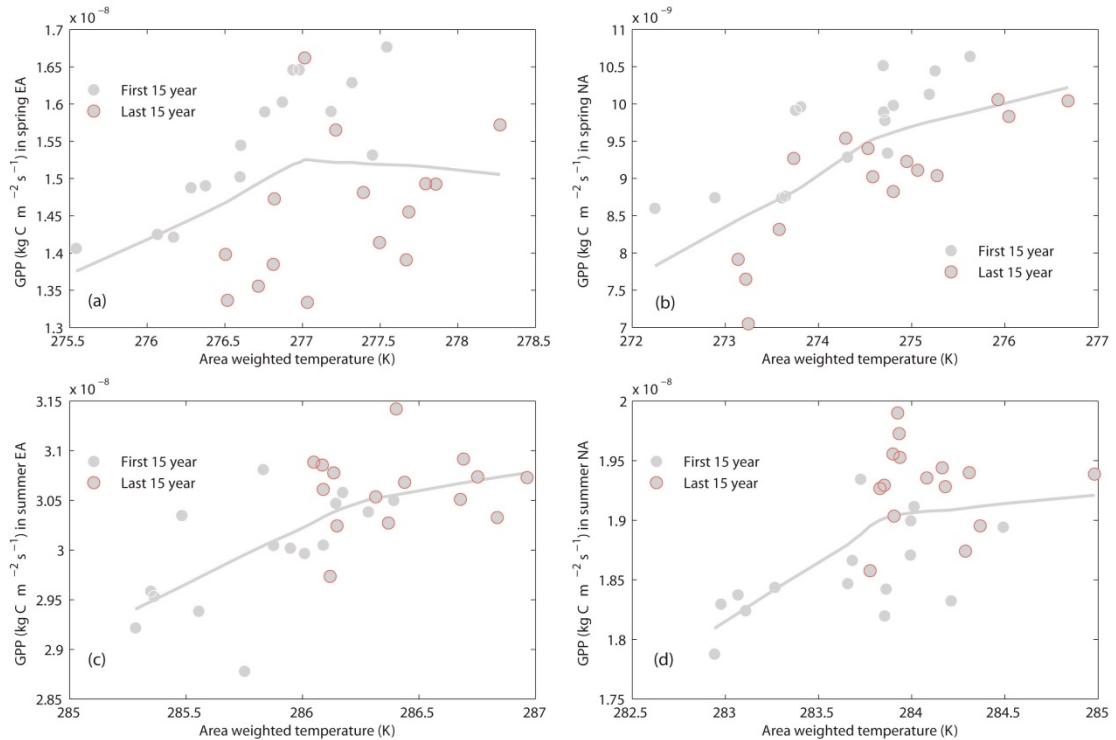 x 10⁻⁸
1.7
1.65
1.6
1.55
1.5
1.45
1.4
1.35
1.3
GPP (kg C m⁻² s⁻¹) in spring EA
First 15 year
Last 15 year
(a)
275.5 276 276.5 277 277.5 278 278.5
Area weighted temperature (K)
x 10⁻⁹
11
10.5
10
9.5
9
8.5
8
7.5
7
GPP (kg C m⁻² s⁻¹) in spring NA
First 15 year
Last 15 year
(b)
272 273 274 275 276 277
Area weighted temperature (K)
x 10⁻⁸
3.15
3.1
3.05
3
2.95
2.9
2.85
GPP (kg C m⁻² s⁻¹) in summer EA
First 15 year
Last 15 year
(c)
285 285.5 286 286.5 287
Area weighted temperature (K)
x 10⁻⁸
2
1.95
1.9
1.85
1.8
1.75
GPP (kg C m⁻² s⁻¹) in summer NA
First 15 year
Last 15 year
(d)
282.5 283 283.5 284 284.5 285
Area weighted temperature (K)